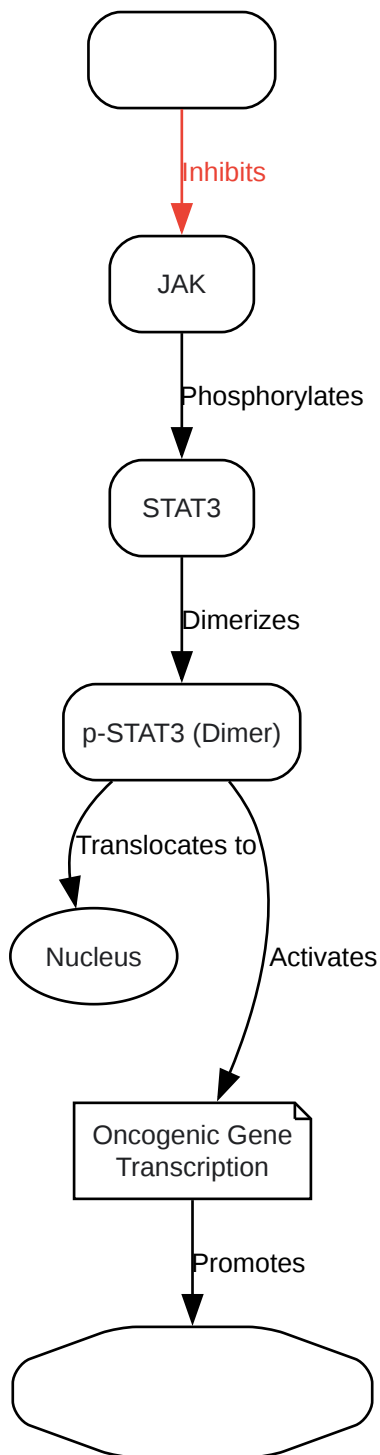 Inhibits
JAK
Phosphorylates
STAT3
Dimerizes
p-STAT3 (Dimer)
Translocates to
Nucleus
Activates
Oncogenic Gene
Transcription
Promotes